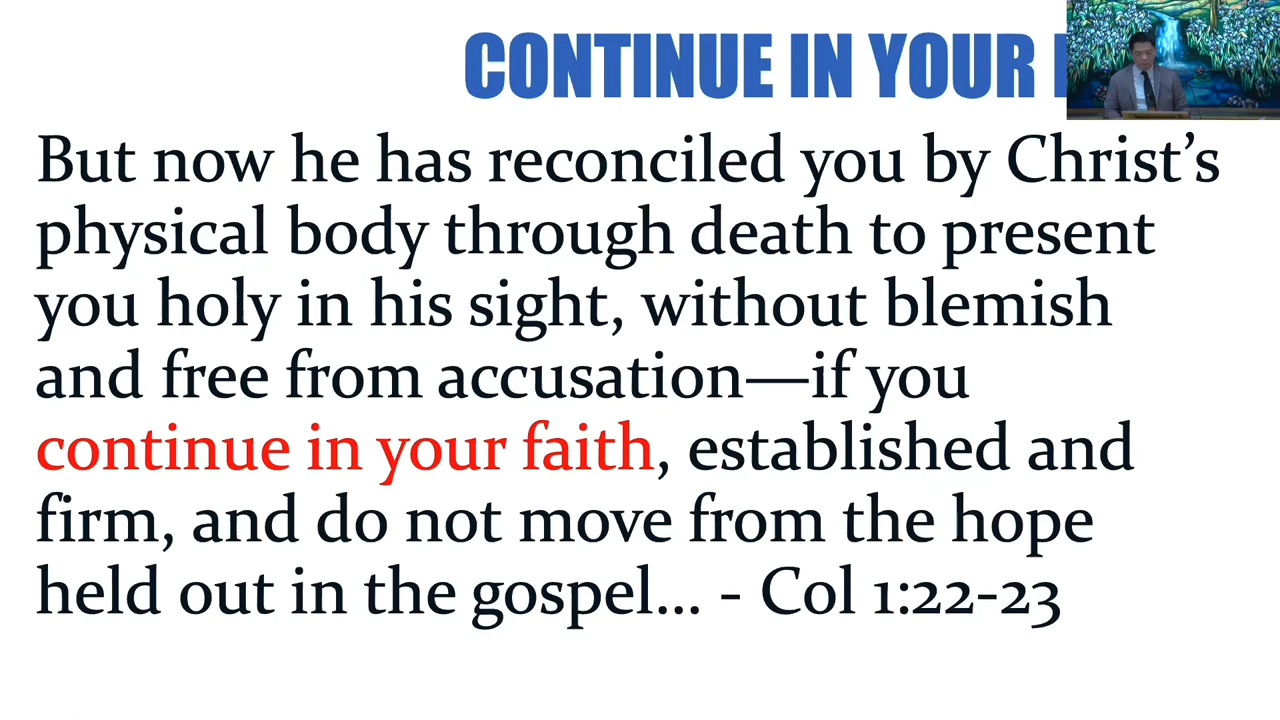 CONTINUE IN YOUR
But now he has reconciled you by Christ’s
physical body through death to present
you holy in his sight, without blemish
and free from accusation—if you
continue in your faith, established and
firm, and do not move from the hope
held out in the gospel... - Col 1:22-23